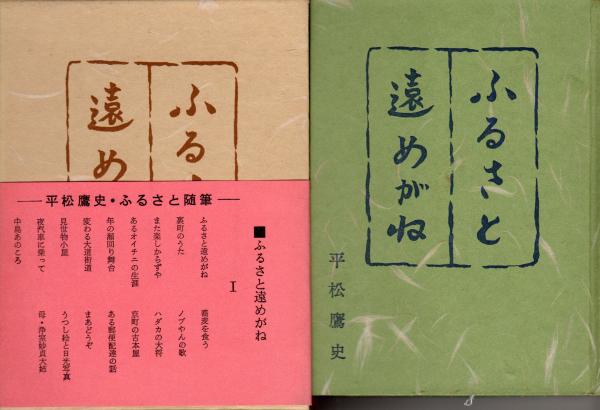 ふるさと
遠めがね
平松鷹史
ふるさ
遠め
平松鷹史・ふるさと随筆
■ふるさと遠めがね
I
ふるさと遠めがね
裏町のうた
また楽しからずや
あるオイチニの生涯
年の瀬回り舞台
変わる大道街道
見世物小屋
夜汽車に乗って
中島あのころ
蕎麦を食う
ノブやんの歌
ハダカの大将
京町の古本屋
ある郵便配達の話
まあどうぞ
うつし絵と日光写真
母・浄室妙貞大姉